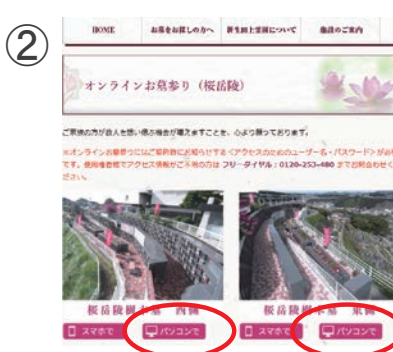 ②
HOME お墓をお探しの方へ 新生田上霊園について 施設のご案内
オンラインお墓参り（桜岳陵）
ご家族の方が故人を想い偲ぶ機会が増えますことを、心より願っております。
※オンラインお墓参りにはご契約時にお知らせする＜アクセスのためのユーザー名・パスワード＞が必
です。使用権者様でアクセス情報がご不明の方は フリーダイヤル：0120-253-480 までお問合わせく
ださい。
桜岳陵樹木墓 西側 桜岳陵 東側
スマホで パソコンで スマホで パソコンで